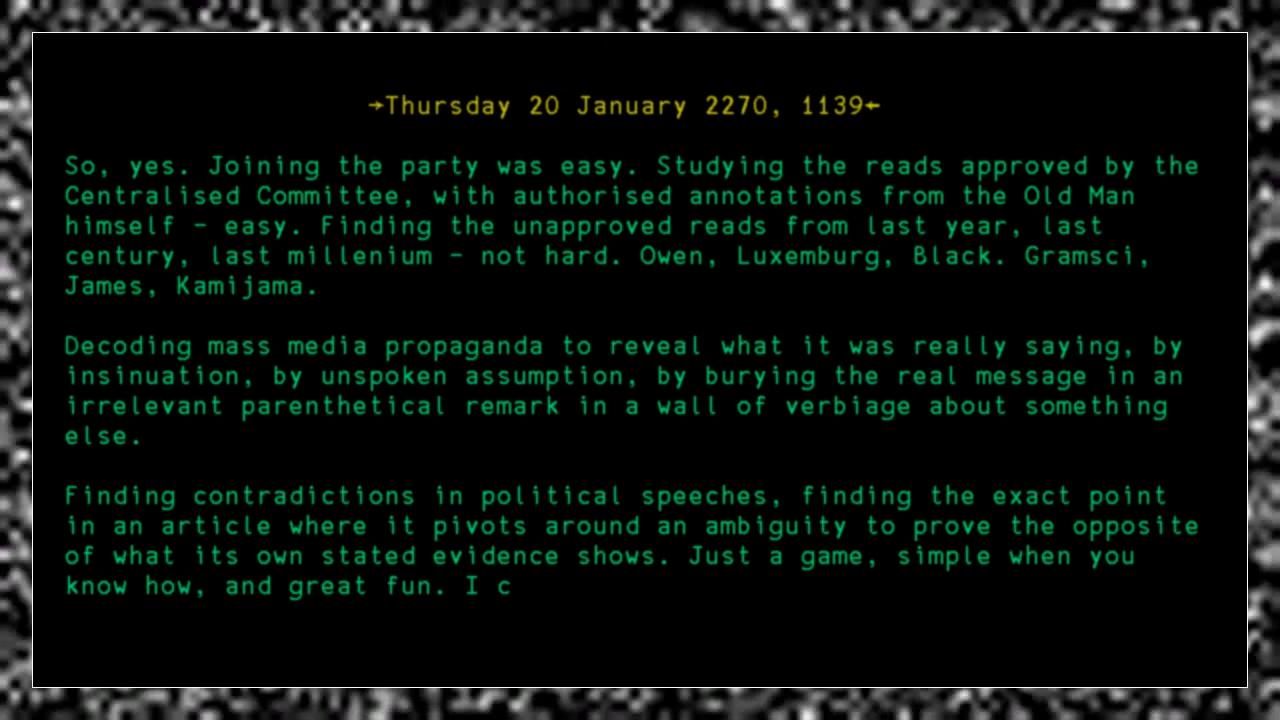 →Thursday 20 January 2270, 1139←
So, yes. Joining the party was easy. Studying the reads approved by the
Centralised Committee, with authorised annotations from the Old Man
himself - easy. Finding the unapproved reads from last year, last
century, last millenium - not hard. Owen, Luxemburg, Black. Gramsci,
James, Kamijama.
Decoding mass media propaganda to reveal what it was really saying, by
insinuation, by unspoken assumption, by burying the real message in an
irrelevant parenthetical remark in a wall of verbiage about something
else.
Finding contradictions in political speeches, finding the exact point
in an article where it pivots around an ambiguity to prove the opposite
of what its own stated evidence shows. Just a game, simple when you
know how, and great fun. I c